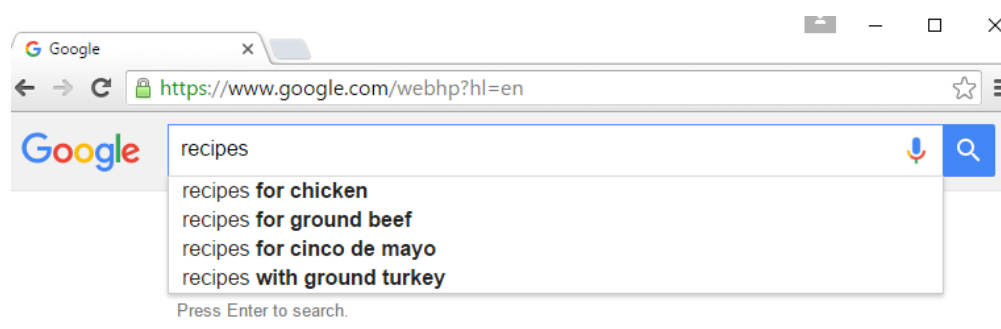 Google
https://www.google.com/webhp?hl=en
Google
recipes
recipes for chicken
recipes for ground beef
recipes for cinco de mayo
recipes with ground turkey
Press Enter to search.